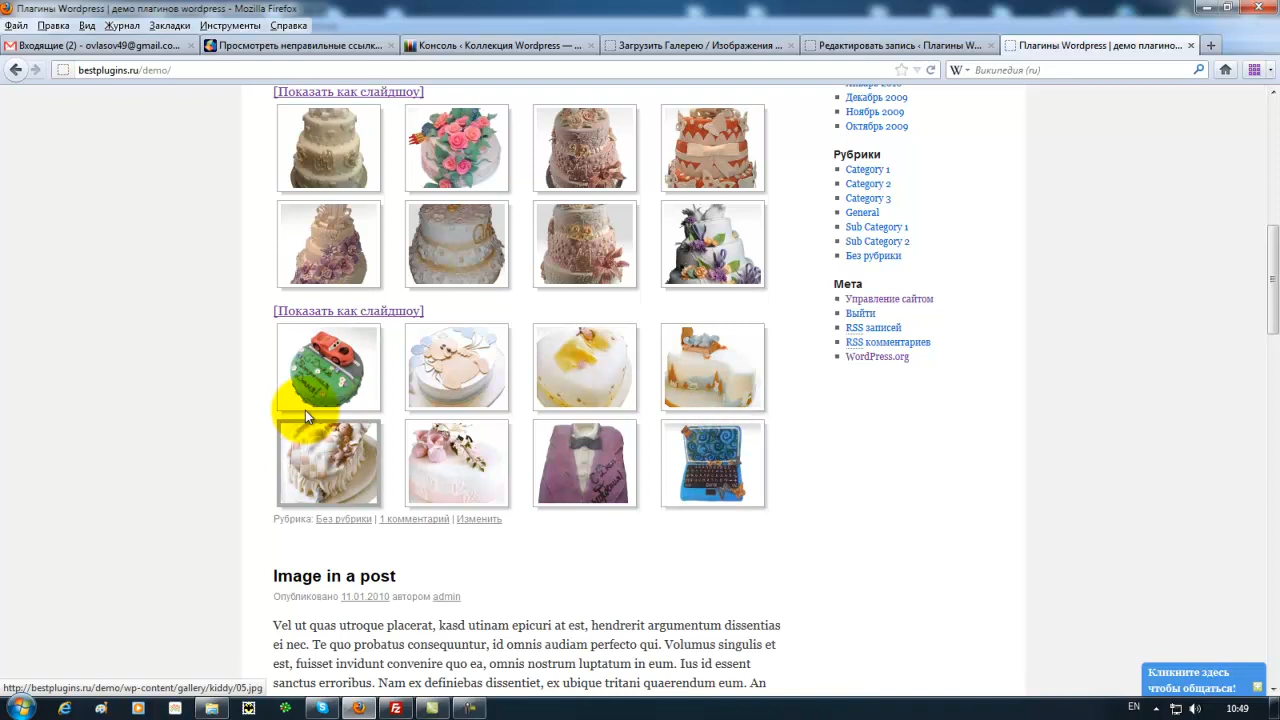 Плагины Wordpress | демо плагинов wordpress - Mozilla Firefox
Файл Правка Вид Журнал Закладки Инструменты Справка
Входящие (2) - ovlasov49@gmail.co... Просмотреть неправильные ссылк... Консоль ‹ Коллекция Wordpress — ... Загрузить Галерею / Изображения ... Редактировать запись ‹ Плагины W... Плагины Wordpress | демо плагино...
bestplugins.ru/demo/ Википедия (ru)
[Показать как слайдшоу]
[Показать как слайдшоу]
Рубрика: Без рубрики | 1 комментарий | Изменить
Image in a post
Опубликовано 11.01.2010 автором admin
Vel ut quas utroque placerat, kasd utinam epicuri at est, hendrerit argumentum dissentias
ei nec. Te quo probatus consequuntur, id omnis audiam perfecto qui. Volumus singulis et
est, fuisset invidunt convenire quo ea, omnis nostrum luptatum in eum. Ius id essent
sanctus erroribus. Nam ex definiebas dissentiet, ex ubique tritani quaerendum eum. An
Декабрь 2009
Ноябрь 2009
Октябрь 2009
Рубрики
Category 1
Category 2
Category 3
General
Sub Category 1
Sub Category 2
Без рубрики
Мета
Управление сайтом
Выйти
RSS записей
RSS комментариев
WordPress.org
Кликните здесь
чтобы общаться!
http://bestplugins.ru/demo/wp-content/gallery/kiddy/05.jpg
EN 10:49